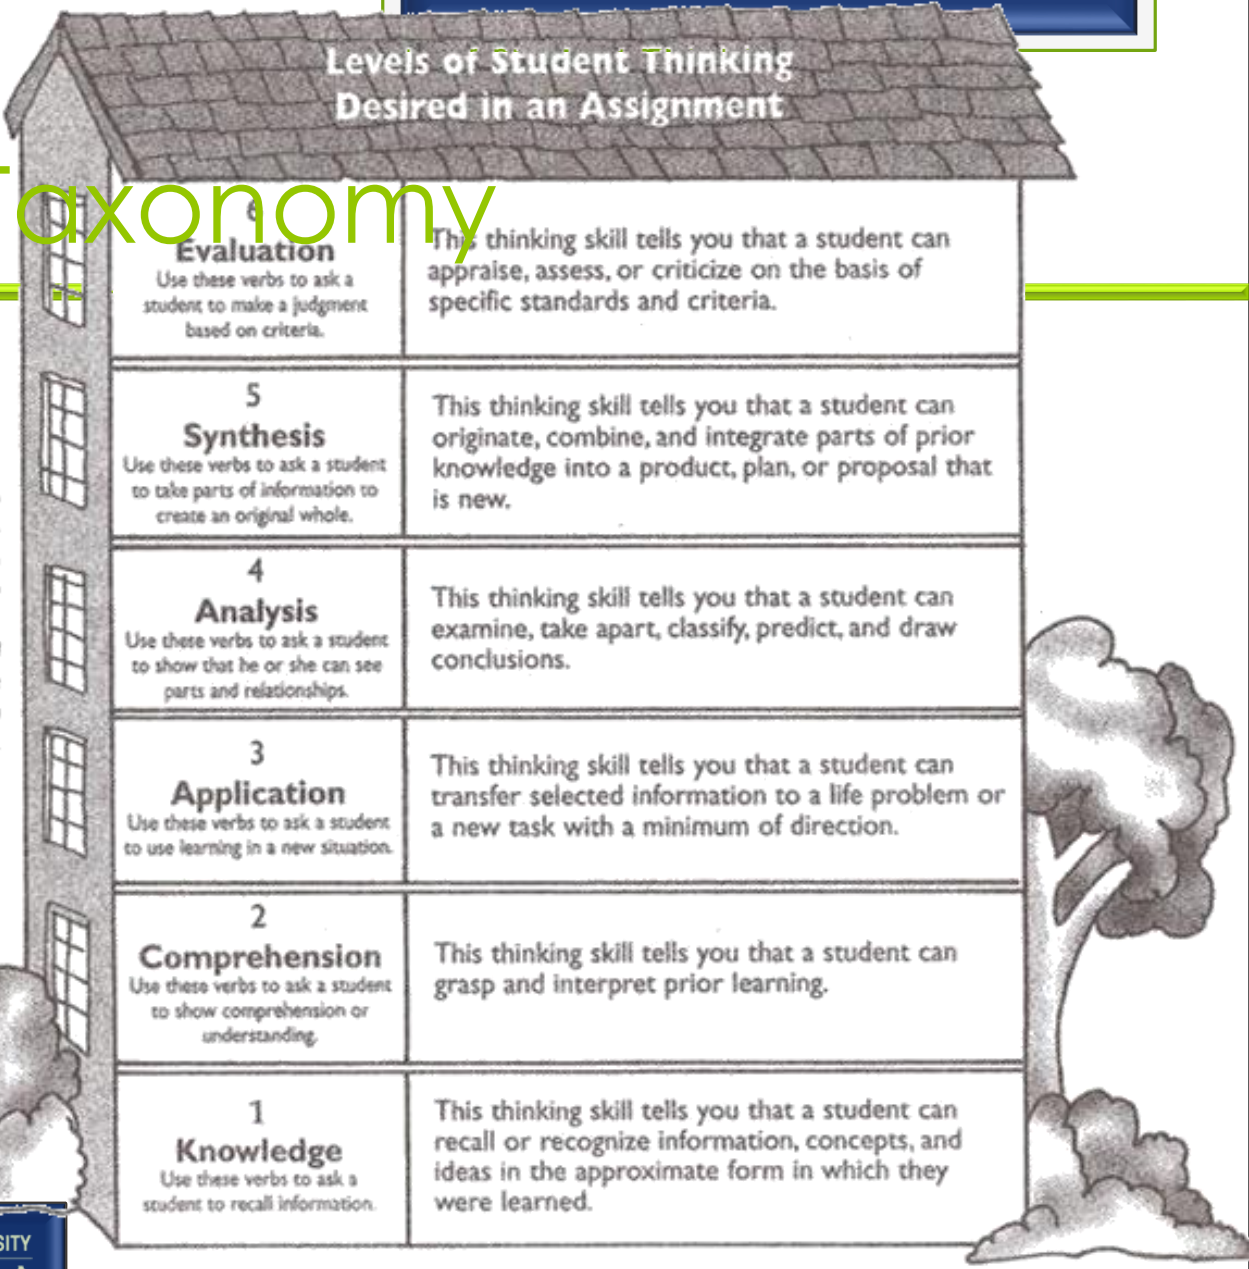 Levels of Student Thinking
Desired in an Assignment
Taxonomy
6
Evaluation
Use these verbs to ask a
student to make a judgment
based on criteria.
This thinking skill tells you that a student can
appraise, assess, or criticize on the basis of
specific standards and criteria.
5
Synthesis
Use these verbs to ask a student
to take parts of information to
create an original whole.
This thinking skill tells you that a student can
originate, combine, and integrate parts of prior
knowledge into a product, plan, or proposal that
is new.
4
Analysis
Use these verbs to ask a student
to show that he or she can see
parts and relationships.
This thinking skill tells you that a student can
examine, take apart, classify, predict, and draw
conclusions.
3
Application
Use these verbs to ask a student
to use learning in a new situation.
This thinking skill tells you that a student can
transfer selected information to a life problem or
a new task with a minimum of direction.
2
Comprehension
Use these verbs to ask a student
to show comprehension or
understanding.
This thinking skill tells you that a student can
grasp and interpret prior learning.
1
Knowledge
Use these verbs to ask a
student to recall information.
This thinking skill tells you that a student can
recall or recognize information, concepts, and
ideas in the approximate form in which they
were learned.
SITY